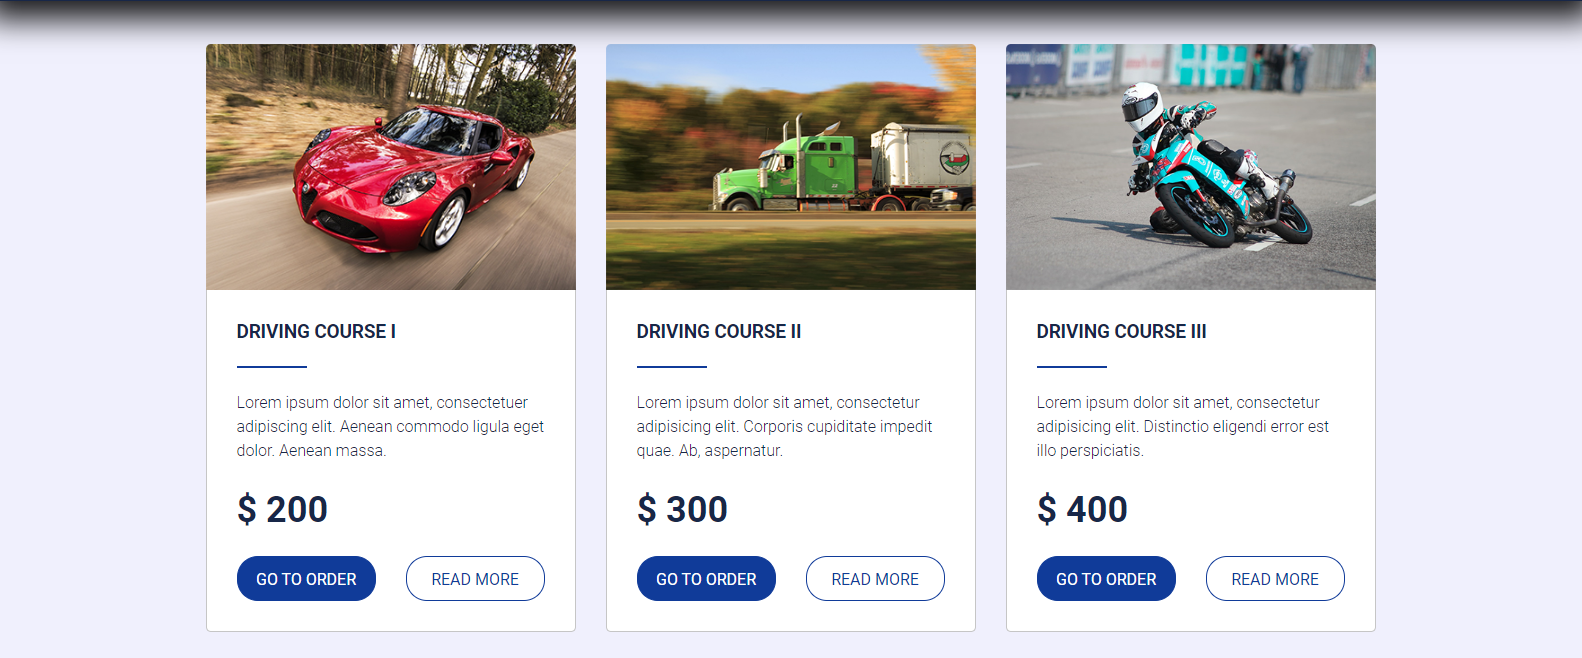 DRIVING COURSE I
Lorem ipsum dolor sit amet, consectetuer
adipiscing elit. Aenean commodo ligula eget
dolor. Aenean massa.
$ 200
GO TO ORDER
READ MORE
DRIVING COURSE II
Lorem ipsum dolor sit amet, consectetur
adipisicing elit. Corporis cupiditate impedit
quae. Ab, aspernatur.
$ 300
GO TO ORDER
READ MORE
DRIVING COURSE III
Lorem ipsum dolor sit amet, consectetur
adipisicing elit. Distinctio eligendi error est
illo perspiciatis.
$ 400
GO TO ORDER
READ MORE